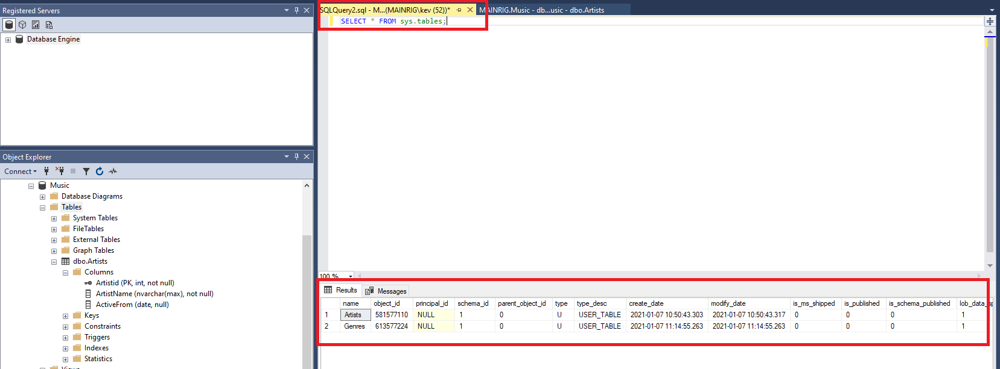 Registered Servers
Database Engine
Object Explorer
Connect
Music
Database Diagrams
Tables
System Tables
FileTables
External Tables
Graph Tables
dbo.Artists
Columns
Artistid (PK, int, not null)
ArtistName (nvarchar(max), not null)
ActiveFrom (date, null)
Keys
Constraints
Triggers
Indexes
Statistics
Views
SQLQuery2.sql - M...(MAINRIG\kev (52))* MAINRIG.Music - db...usic - dbo.Artists
SELECT * FROM sys.tables;
100 %
Results Messages
name object_id principal_id schema_id parent_object_id type type_desc create_date modify_date is_ms_shipped is_published is_schema_published lob_data_sp
1 Artists 581577110 NULL 1 0 U USER_TABLE 2021-01-07 10:50:43.303 2021-01-07 10:50:43.317 0 0 0 1
2 Genres 613577224 NULL 1 0 U USER_TABLE 2021-01-07 11:14:55.263 2021-01-07 11:14:55.263 0 0 0 1